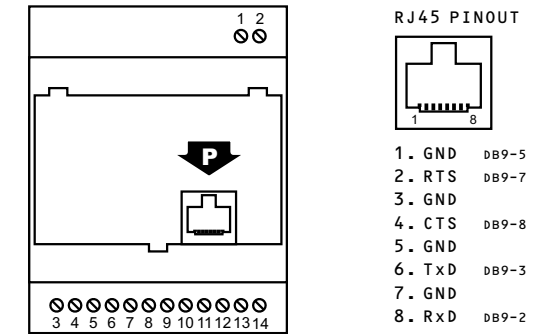 1 2
P
3 4 5 6 7 8 9 10 11 12 13 14
RJ45 PINOUT
1 8
1. GND DB9-5
2. RTS DB9-7
3. GND
4. CTS DB9-8
5. GND
6. TxD DB9-3
7. GND
8. RxD DB9-2